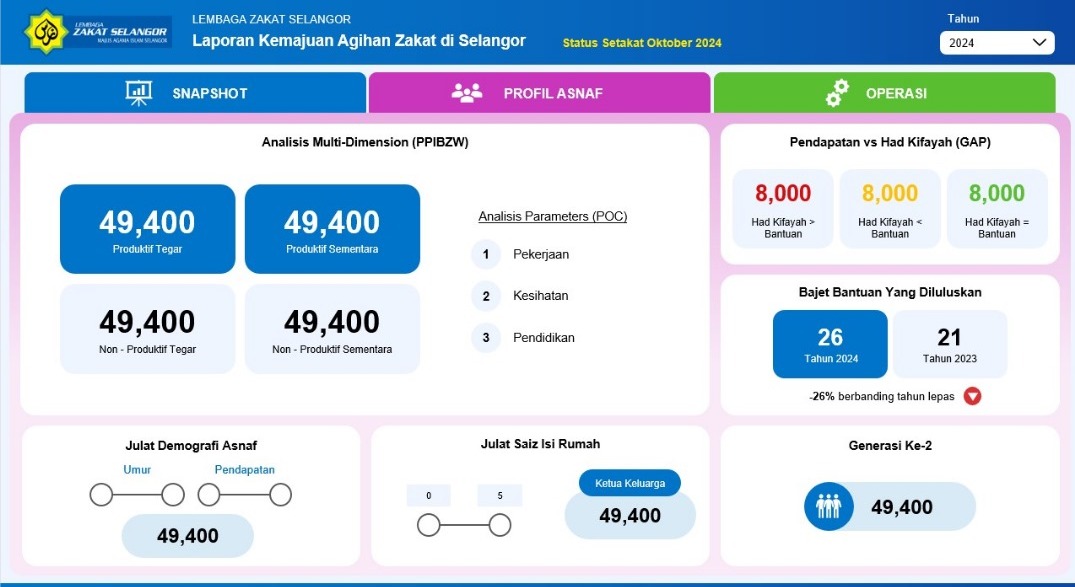 LEMBAGA
ZAKAT SELANGOR
MAJLIS AGAMA ISLAM SELANGOR
LEMBAGA ZAKAT SELANGOR
Laporan Kemajuan Agihan Zakat di Selangor
Status Setakat Oktober 2024
Tahun
2024
SNAPSHOT
PROFIL ASNAF
OPERASI
Analisis Multi-Dimension (PPIBZW)
49,400
Produktif Tegar
49,400
Produktif Sementara
49,400
Non - Produktif Tegar
49,400
Non - Produktif Sementara
Analisis Parameters (POC)
1 Pekerjaan
2 Kesihatan
3 Pendidikan
Pendapatan vs Had Kifayah (GAP)
8,000
Had Kifayah >
Bantuan
8,000
Had Kifayah <
Bantuan
8,000
Had Kifayah =
Bantuan
Bajet Bantuan Yang Diluluskan
26
Tahun 2024
21
Tahun 2023
-26% berbanding tahun lepas
Julat Demografi Asnaf
Umur
Pendapatan
49,400
Julat Saiz Isi Rumah
0
5
Ketua Keluarga
49,400
Generasi Ke-2
49,400